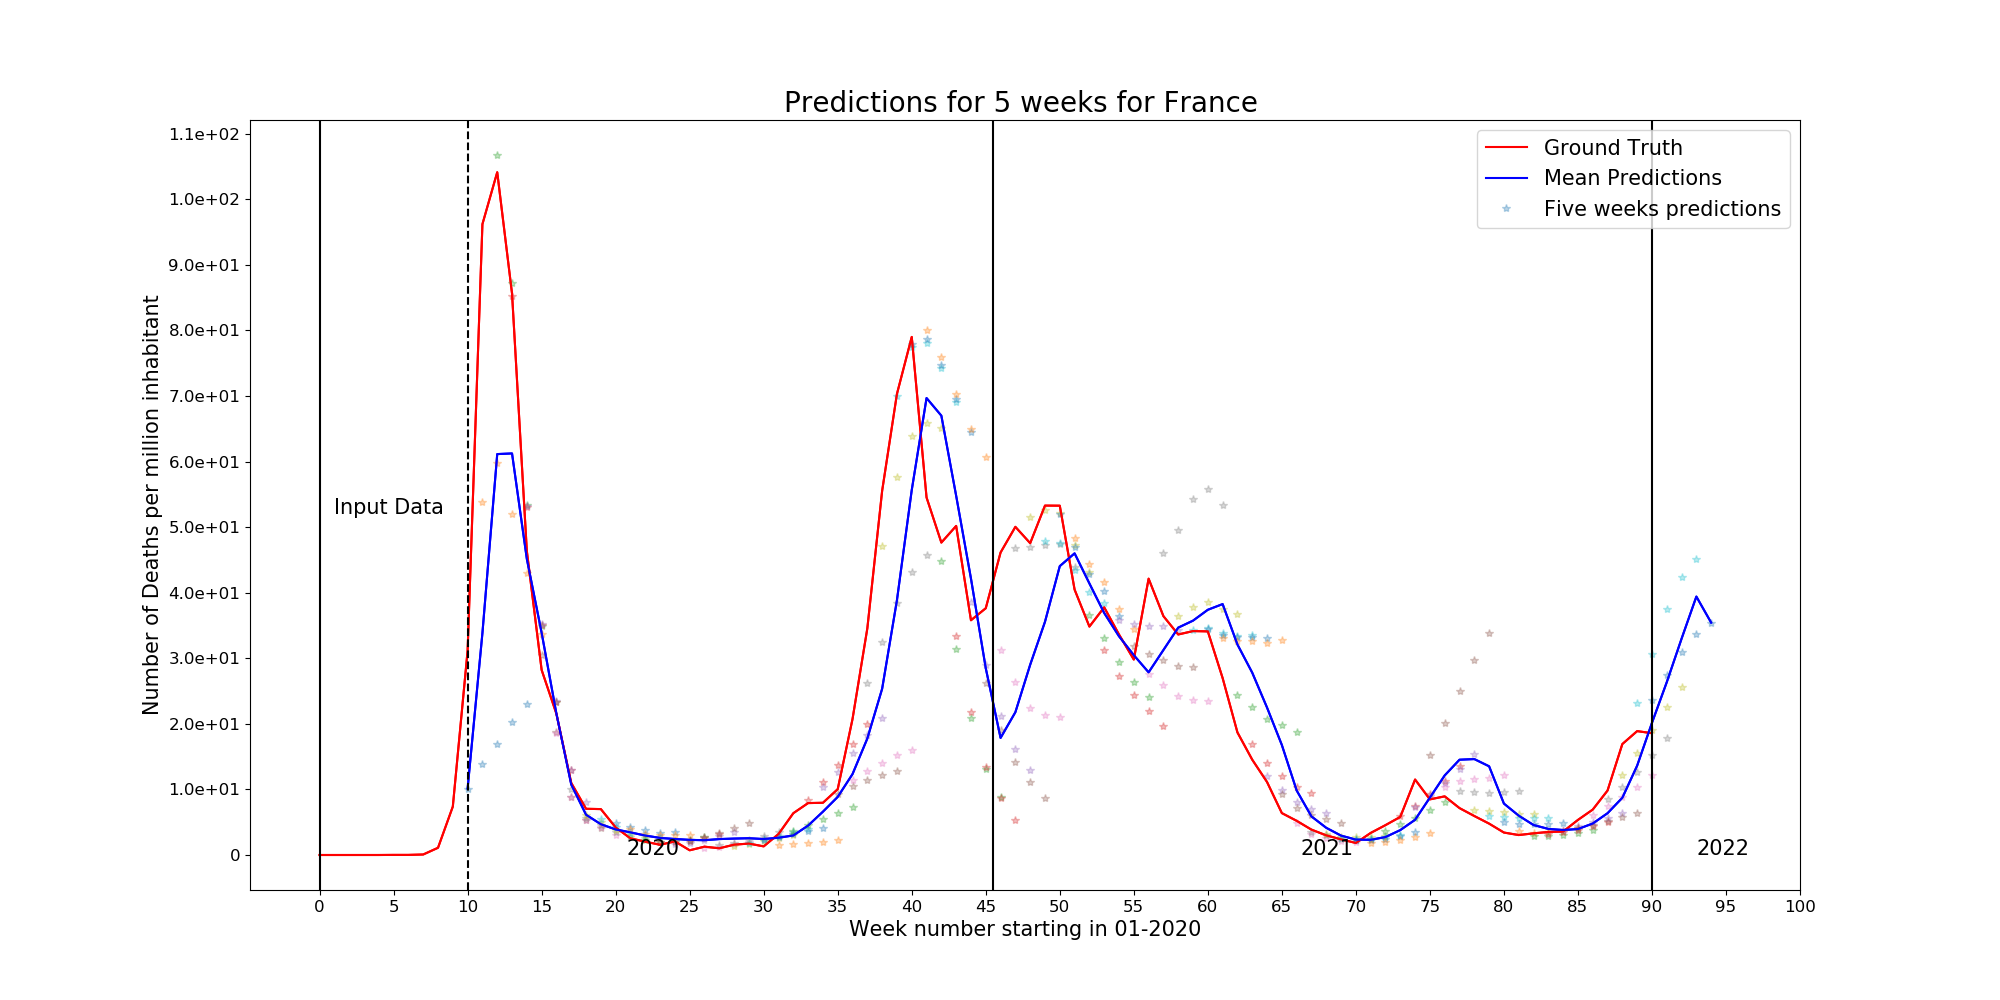 Predictions for 5 weeks for France
Number of Deaths per million inhabitant
1.1e+02
1.0e+02
9.0e+01
8.0e+01
7.0e+01
6.0e+01
5.0e+01
4.0e+01
3.0e+01
2.0e+01
1.0e+01
0
Ground Truth
Mean Predictions
Five weeks predictions
Input Data
2020 2021 2022
0 5 10 15 20 25 30 35 40 45 50 55 60 65 70 75 80 85 90 95 100
Week number starting in 01-2020